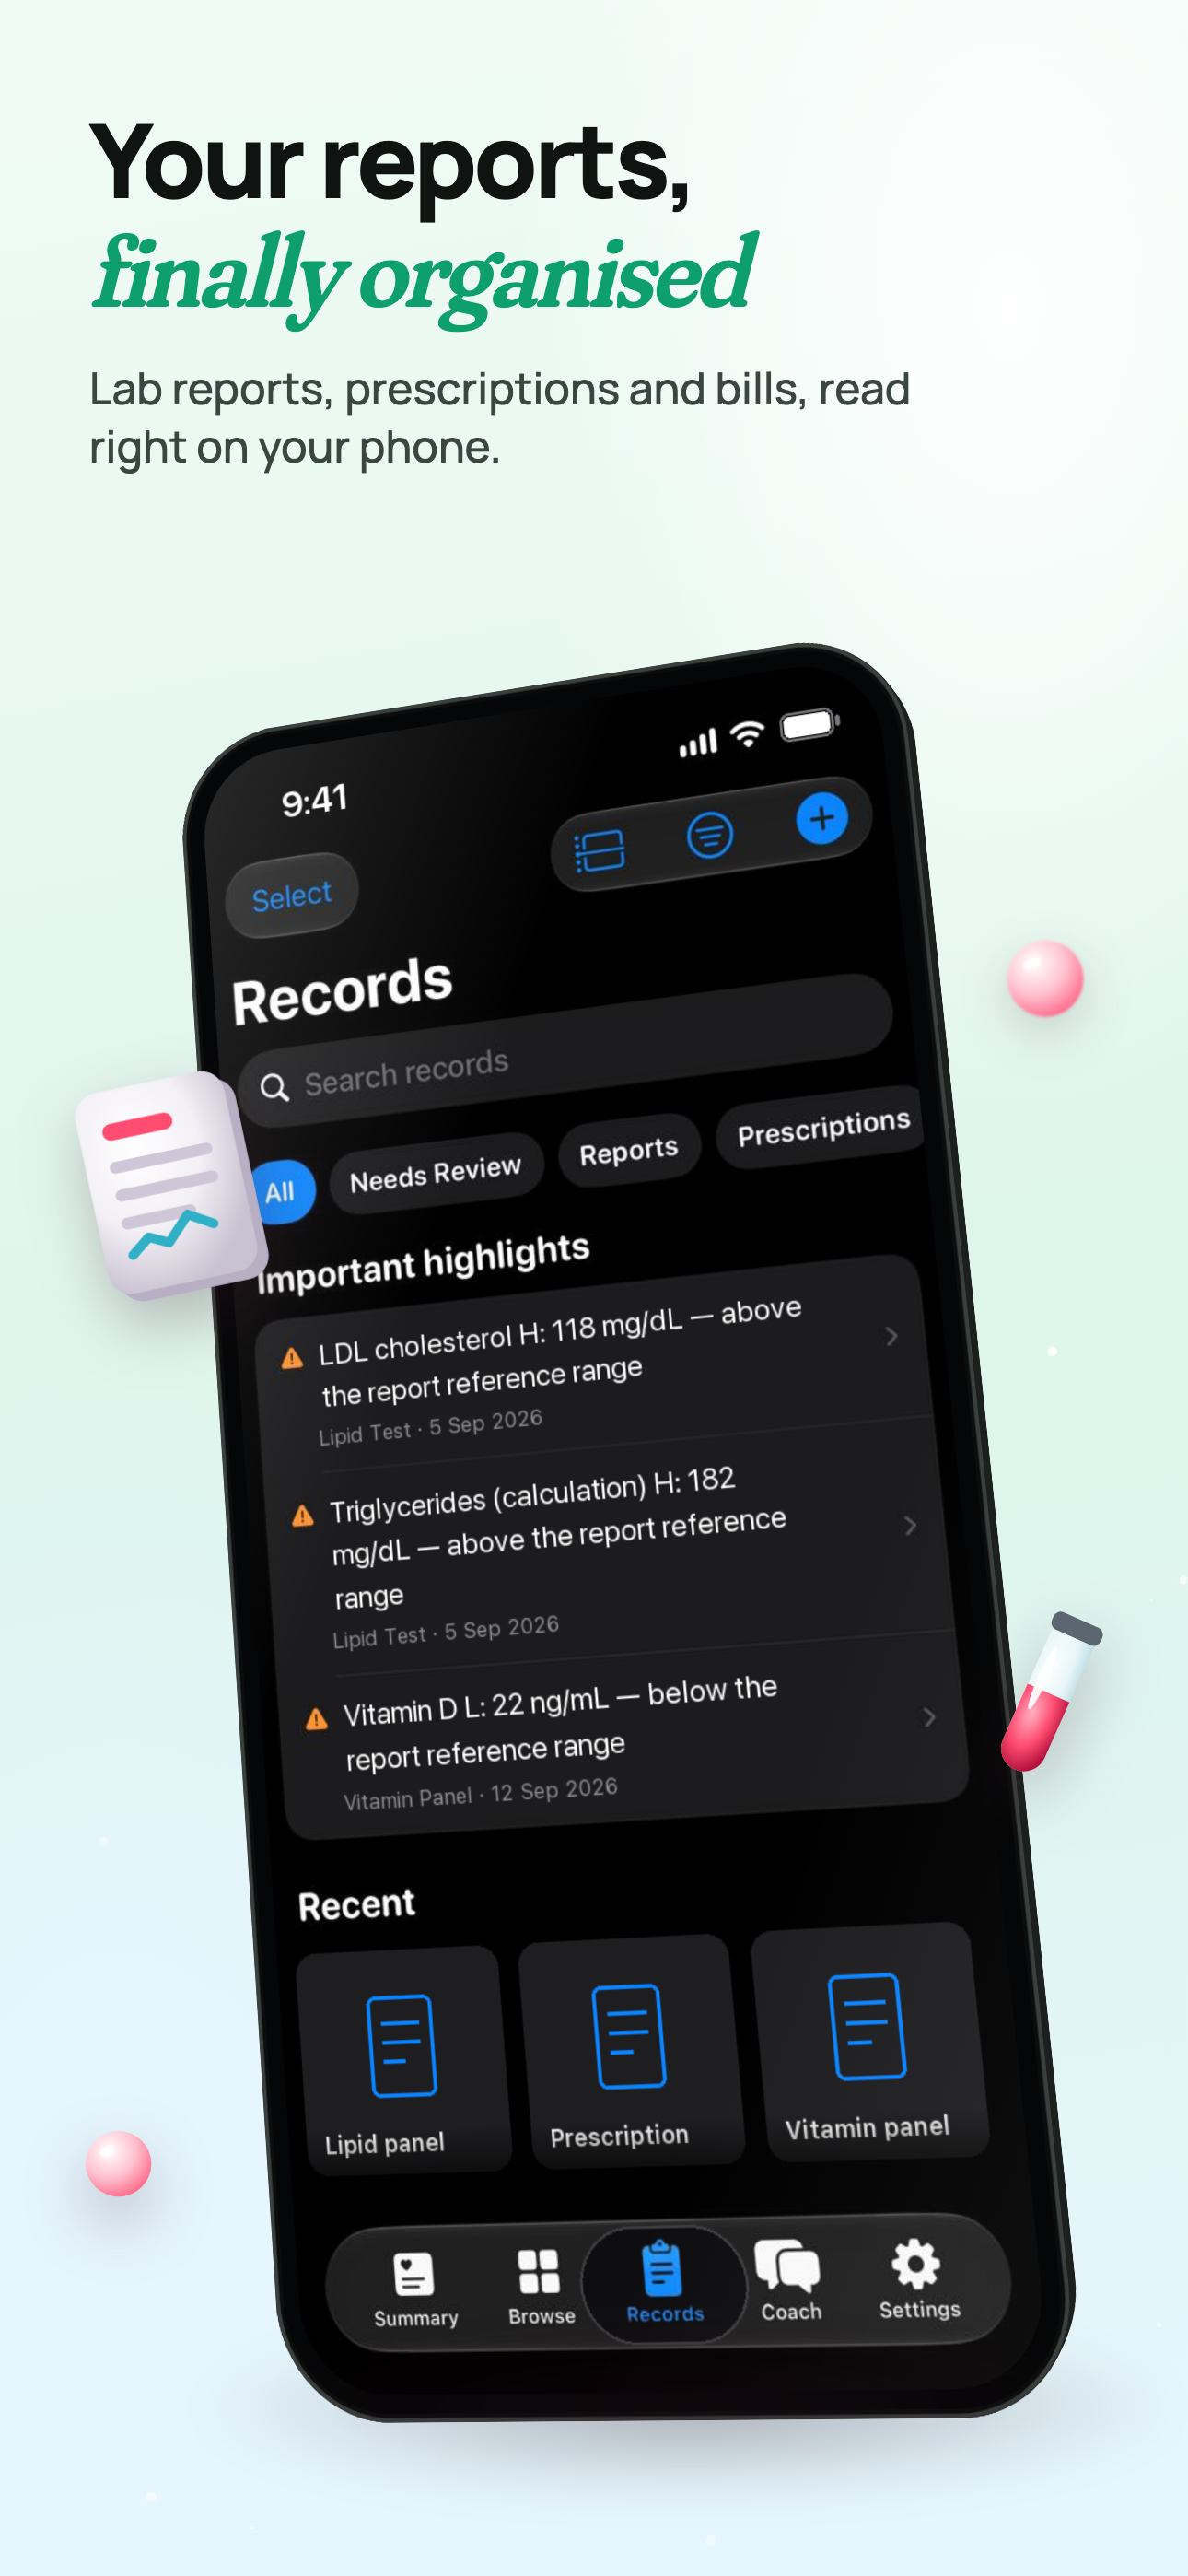 Your reports,
finally organised
Lab reports, prescriptions and bills, read
right on your phone.
9:41
Select
Records
Search records
All
Needs Review
Reports
Prescriptions
Important highlights
LDL cholesterol H: 118 mg/dL — above
the report reference range
Lipid Test · 5 Sep 2026
Triglycerides (calculation) H: 182
mg/dL — above the report reference
range
Lipid Test · 5 Sep 2026
Vitamin D L: 22 ng/mL — below the
report reference range
Vitamin Panel · 12 Sep 2026
Recent
Lipid panel
Prescription
Vitamin panel
Summary
Browse
Records
Coach
Settings